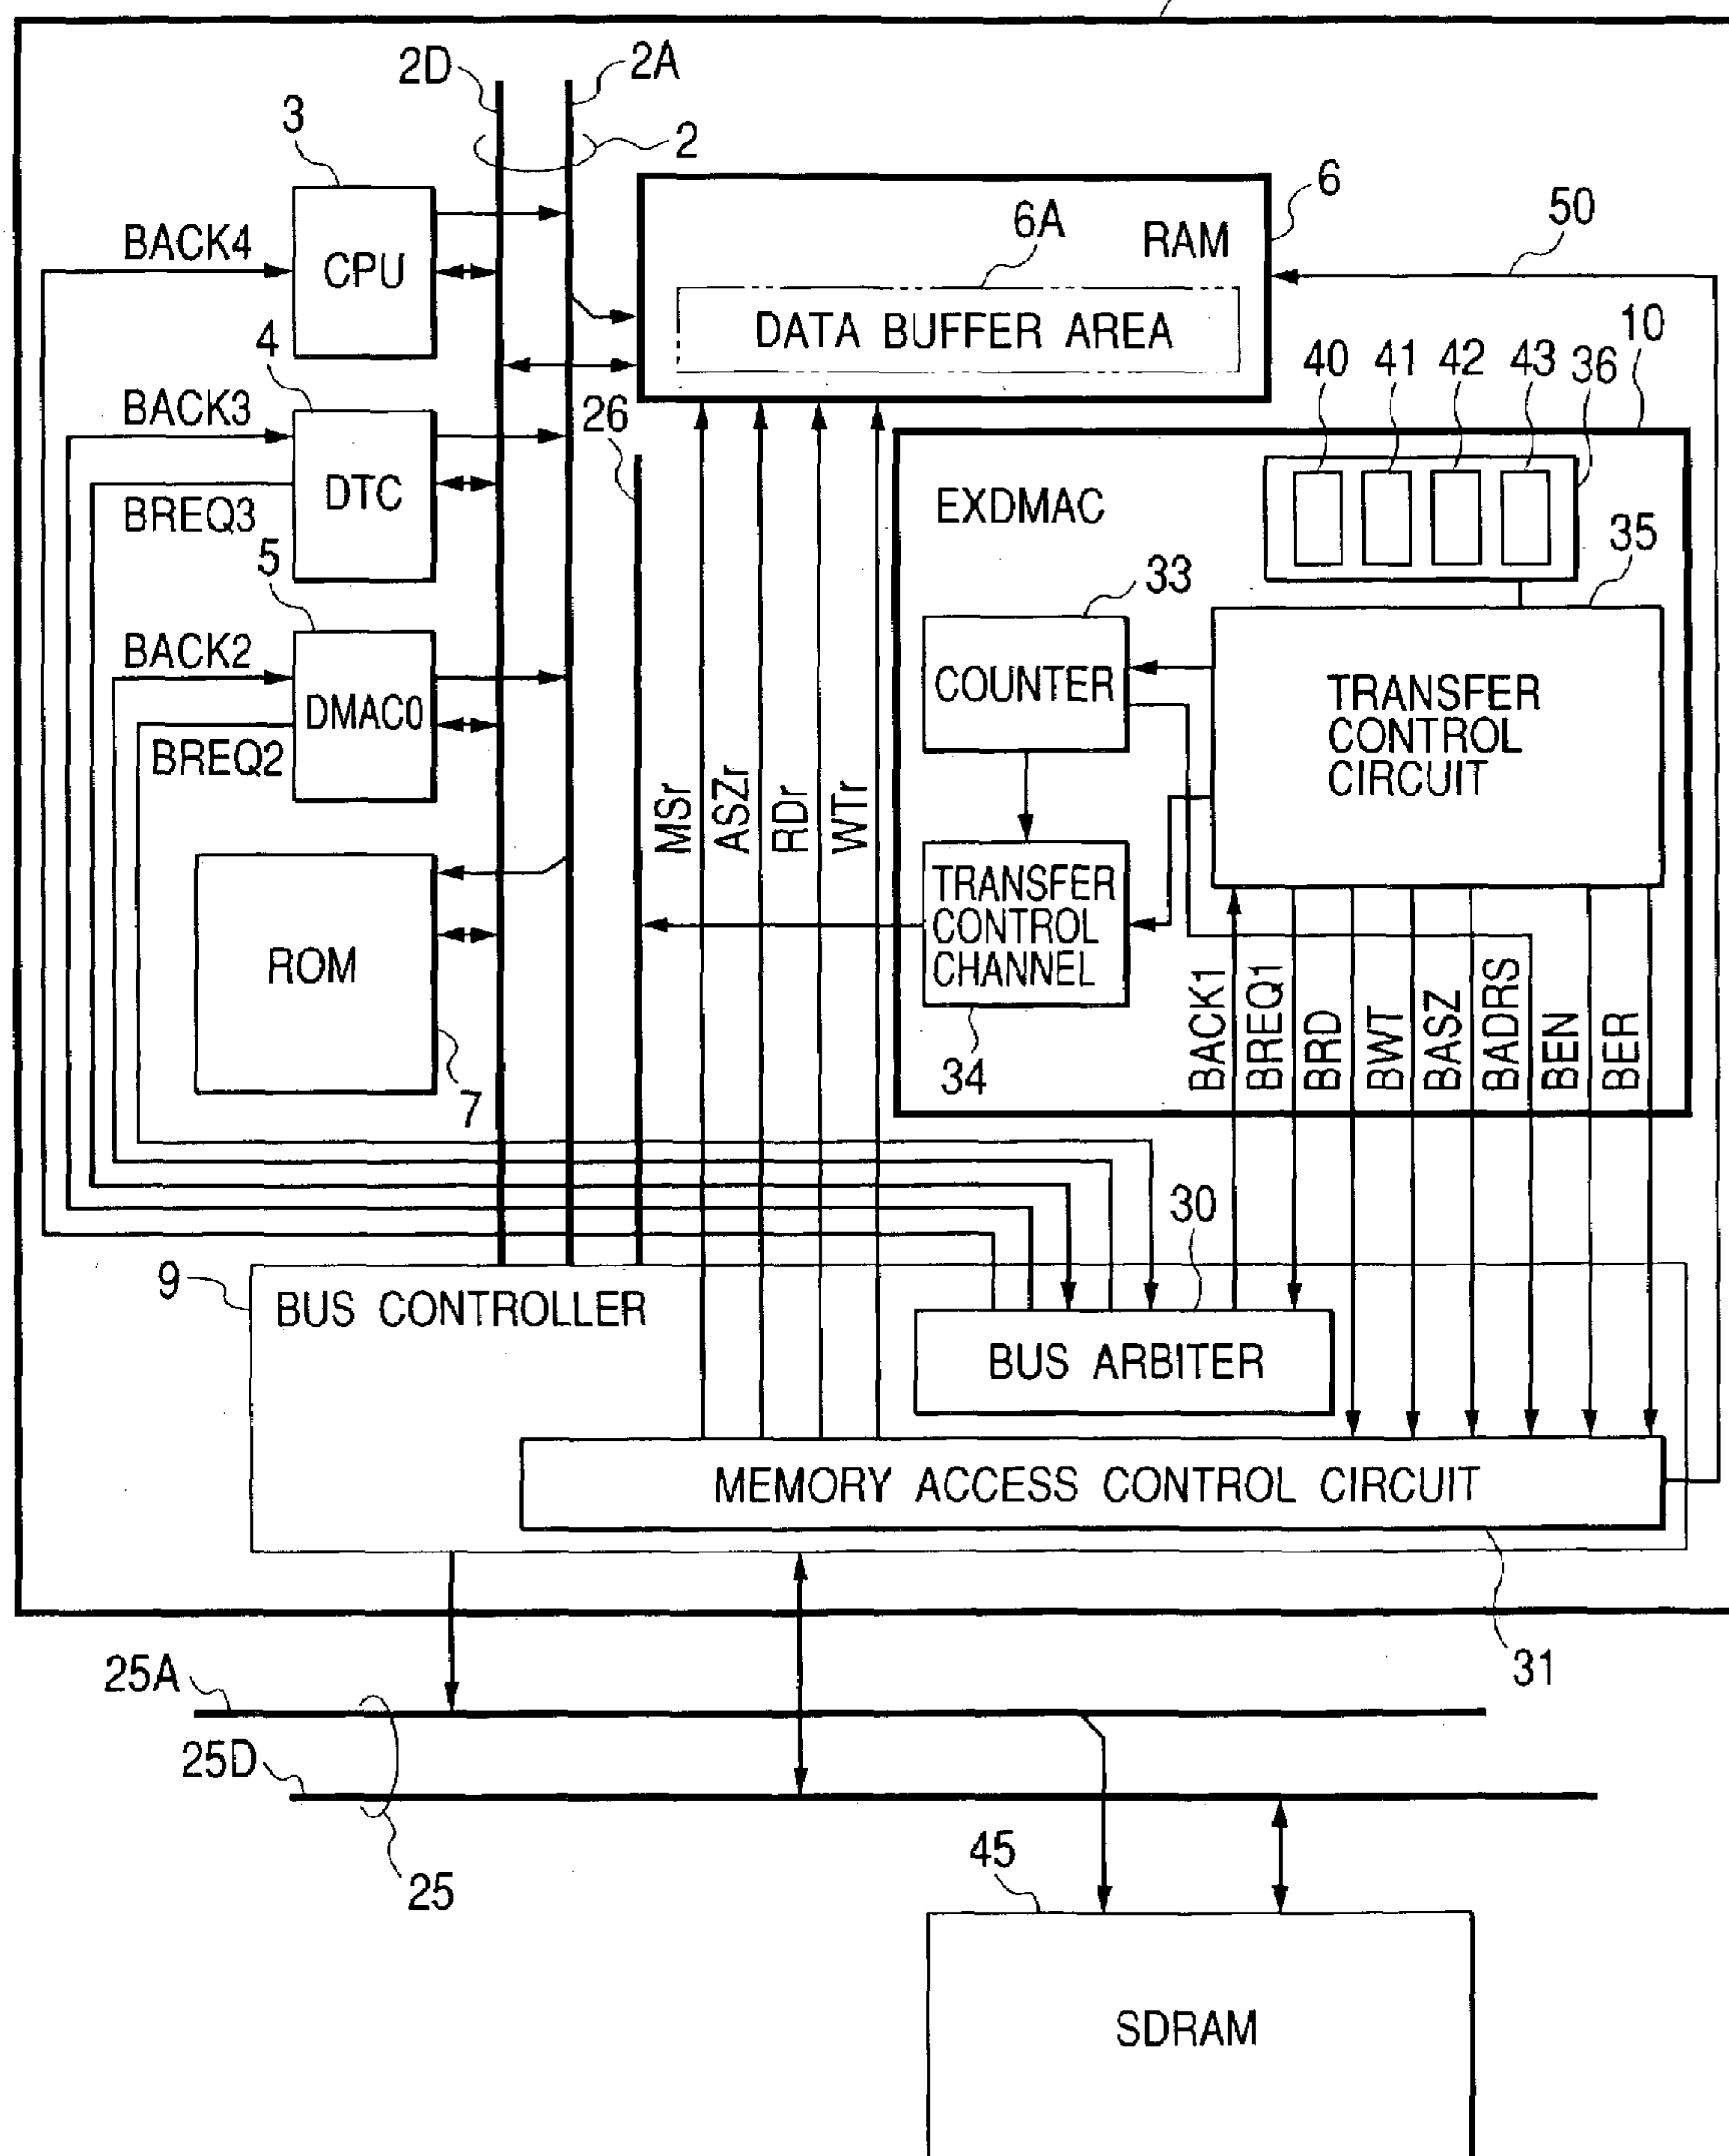 2D
2A
3
2
BACK4
CPU
6
6A
RAM
50
DATA BUFFER AREA
4
10
40
41
42
43
36
BACK3
DTC
BREQ3
26
EXDMAC
35
5
33
BACK2
DMAC0
BREQ2
COUNTER
TRANSFER
CONTROL
CIRCUIT
MSr
ASZr
RDr
WTr
TRANSFER
CONTROL
CHANNEL
ROM
34
7
BACK1
BREQ1
BRD
BWT
BASZ
BADRS
BEN
BER
30
9
BUS CONTROLLER
BUS ARBITER
MEMORY ACCESS CONTROL CIRCUIT
31
25A
25D
25
45
SDRAM